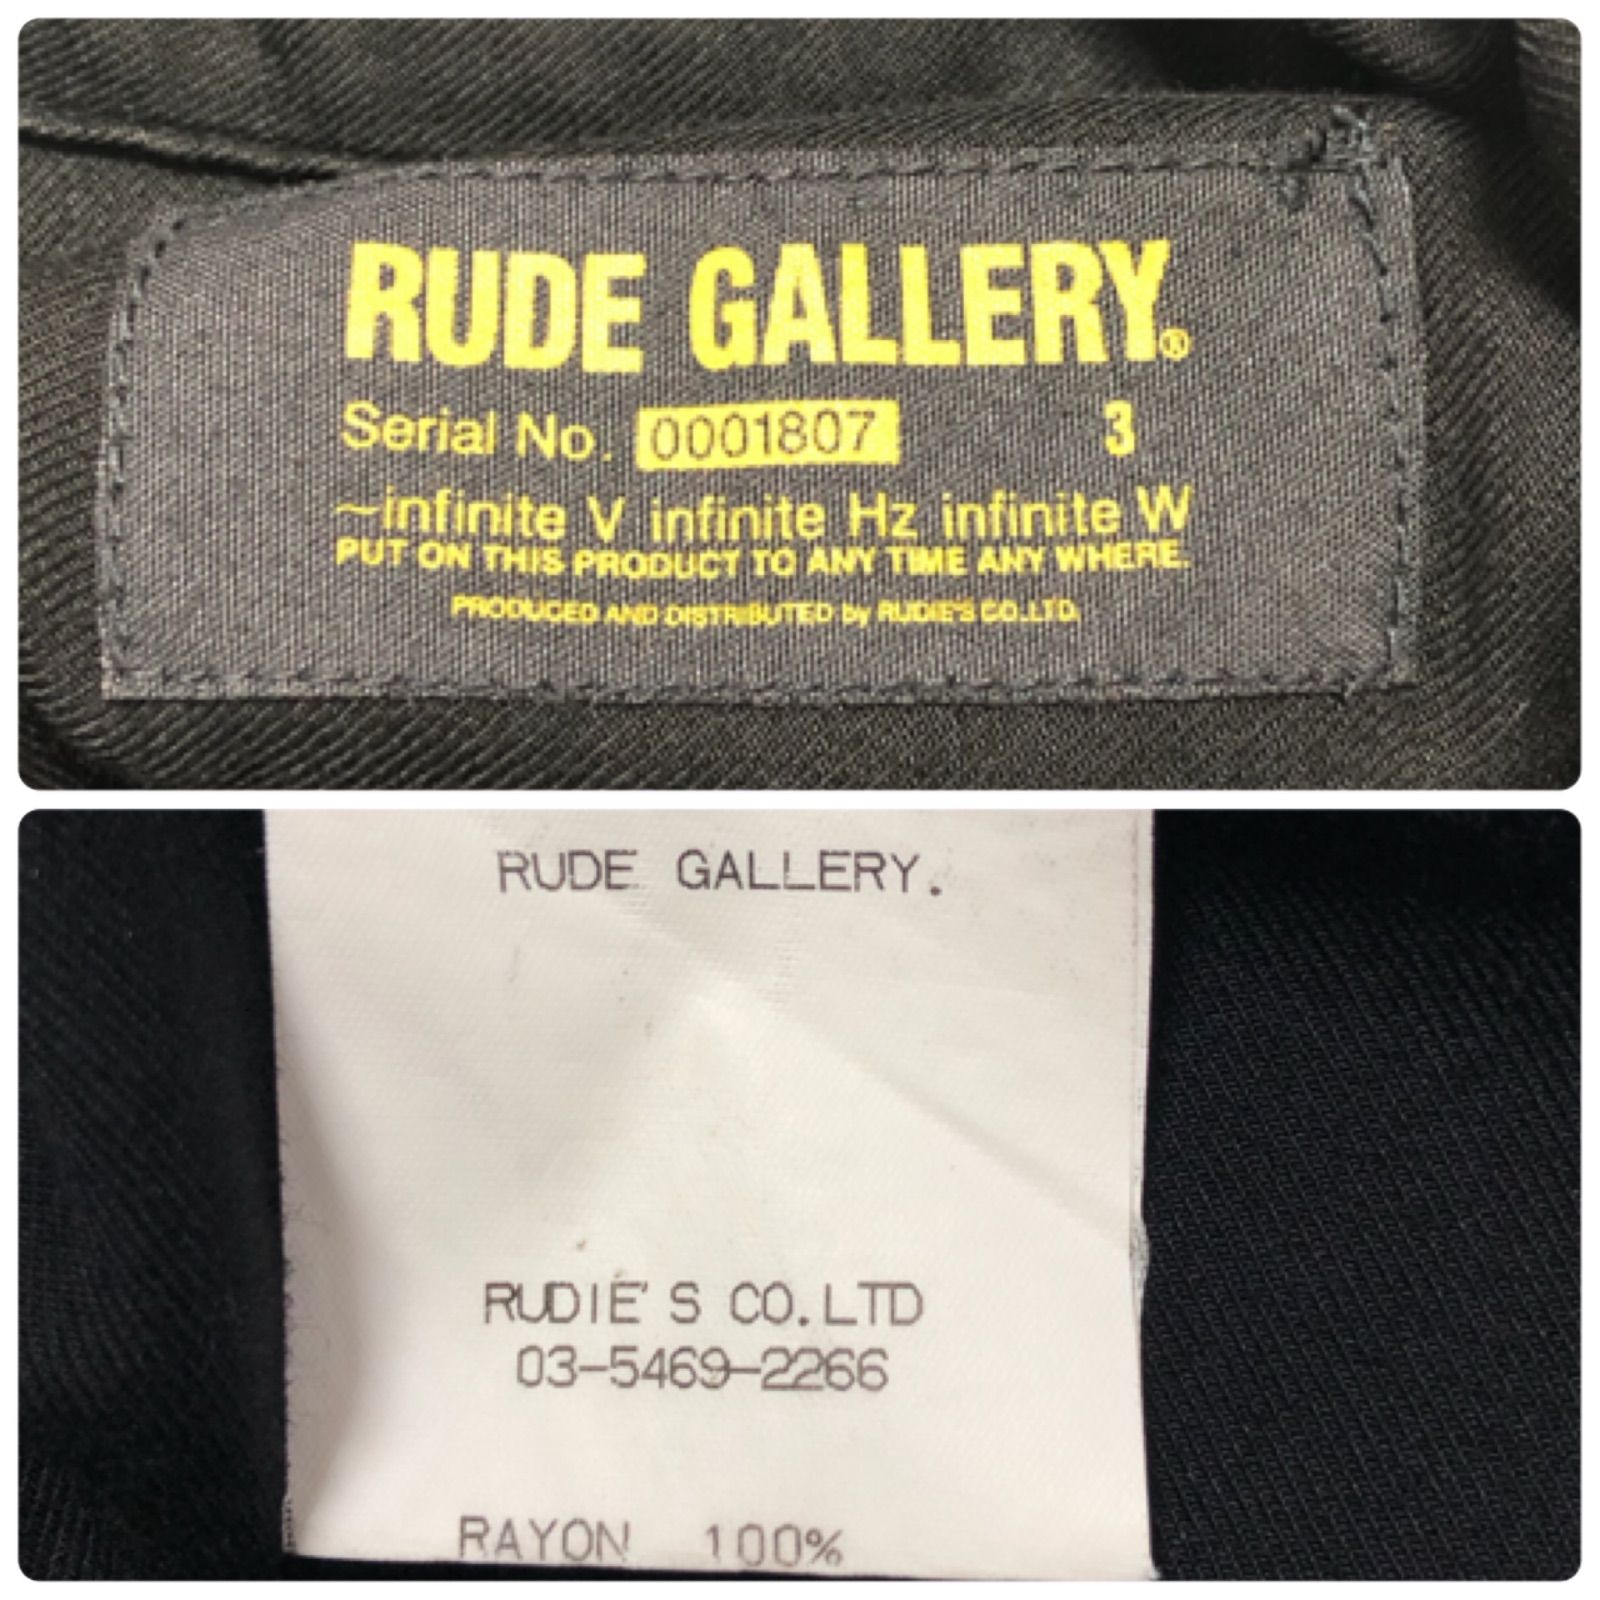 RUDE GALLERY.®
Serial No. 0001807 3
~infinite V infinite Hz infinite W
PUT ON THIS PRODUCT TO ANY TIME ANY WHERE.
PRODUCED AND DISTRIBUTED by RUDIE'S CO.,LTD.
RUDE GALLERY.
RUDIE'S CO.LTD
03-5469-2266
RAYON 100%